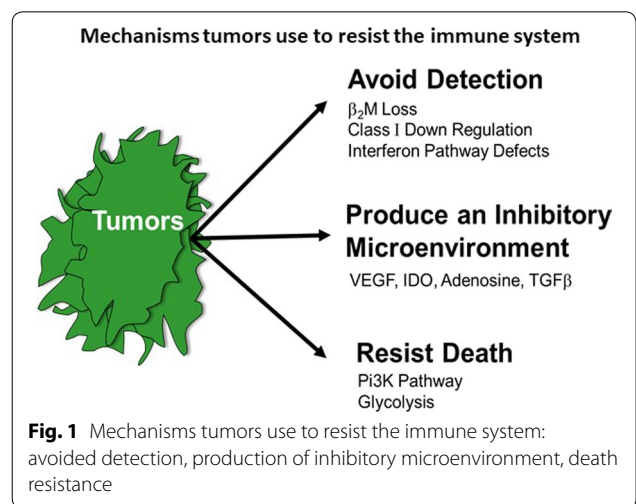 Mechanisms tumors use to resist the immune system
Tumors
Avoid Detection
β₂M Loss
Class I Down Regulation
Interferon Pathway Defects
Produce an Inhibitory
Microenvironment
VEGF, IDO, Adenosine, TGFβ
Resist Death
Pi3K Pathway
Glycolysis
Fig. 1 Mechanisms tumors use to resist the immune system:
avoided detection, production of inhibitory microenvironment, death
resistance